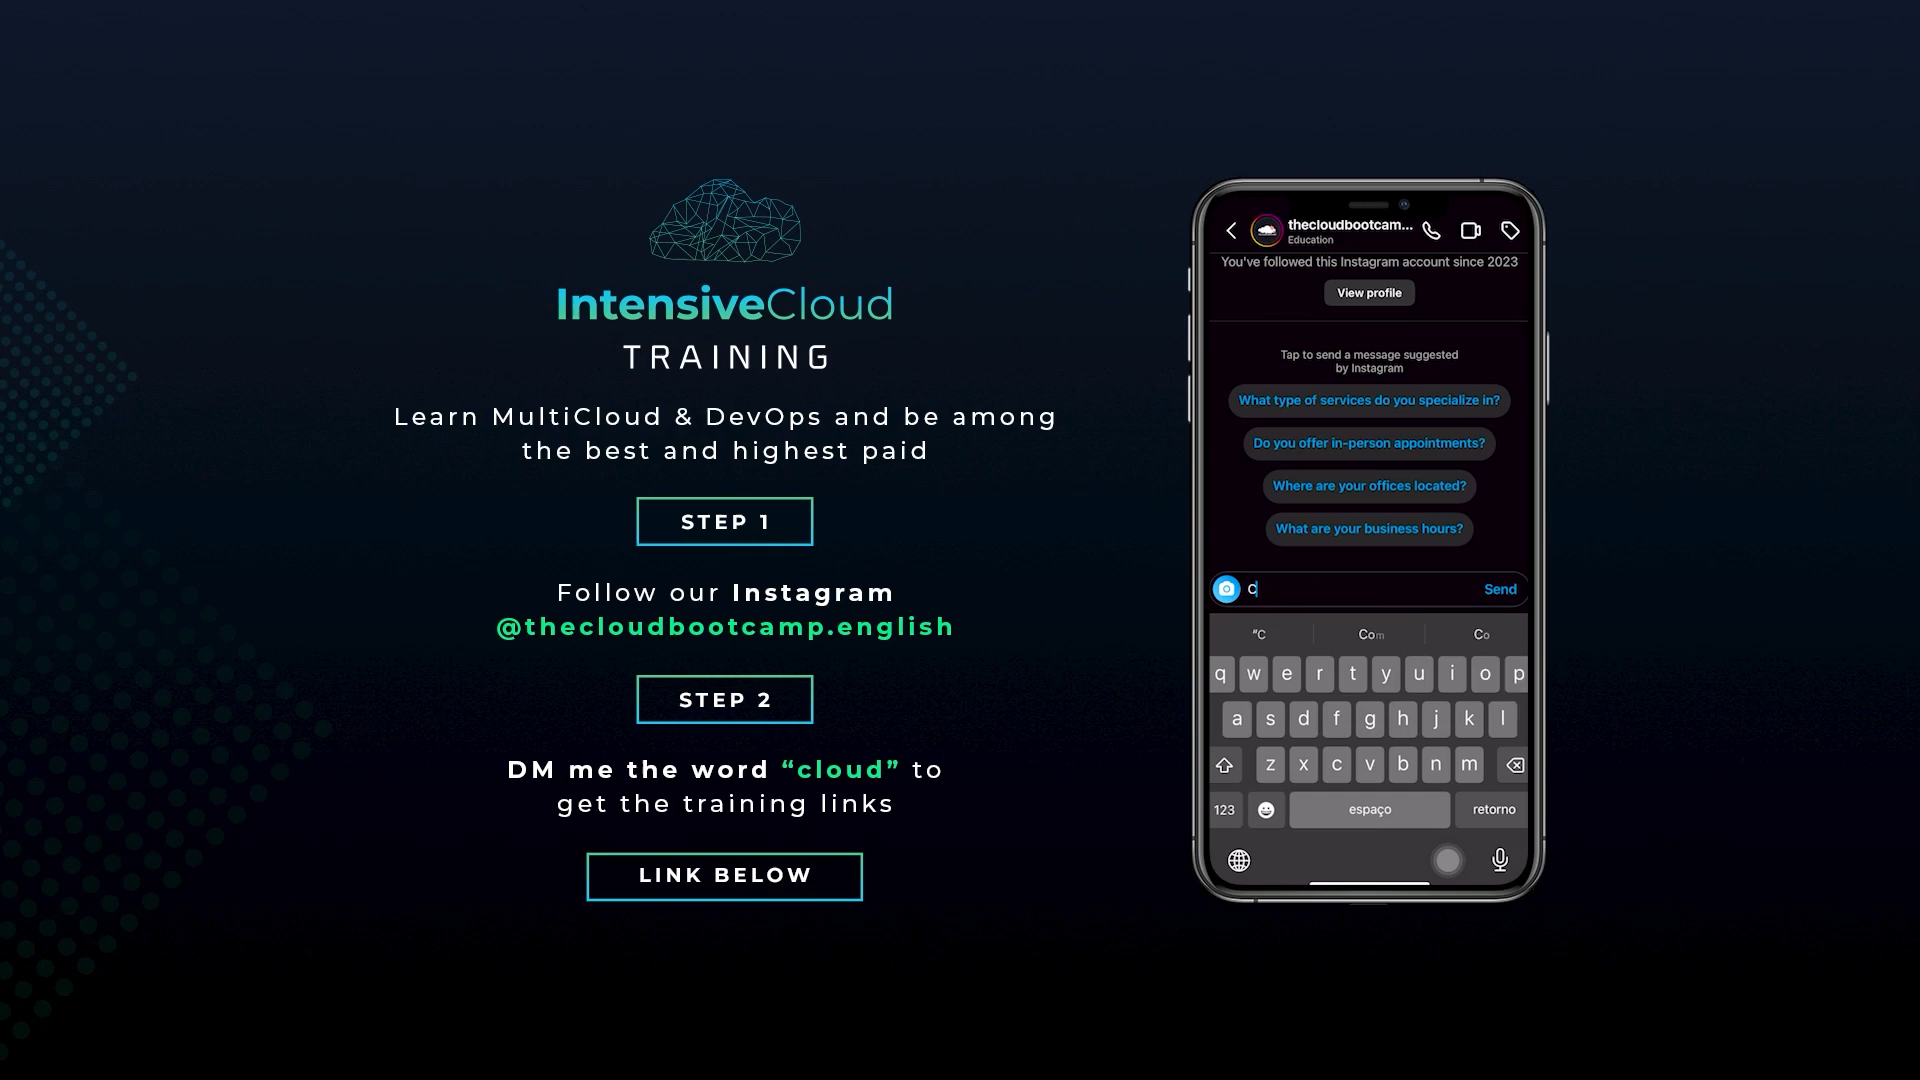 IntensiveCloud
TRAINING
Learn MultiCloud & DevOps and be among
the best and highest paid
STEP 1
Follow our Instagram
@thecloudbootcamp.english
STEP 2
DM me the word “cloud” to
get the training links
LINK BELOW
thecloudbootcam...
Education
You've followed this Instagram account since 2023
View profile
Tap to send a message suggested
by Instagram
What type of services do you specialize in?
Do you offer in-person appointments?
Where are your offices located?
What are your business hours?
C Send
“C Com Co
q w e r t y u i o p
a s d f g h j k l
z x c v b n m
123 espaço retorno